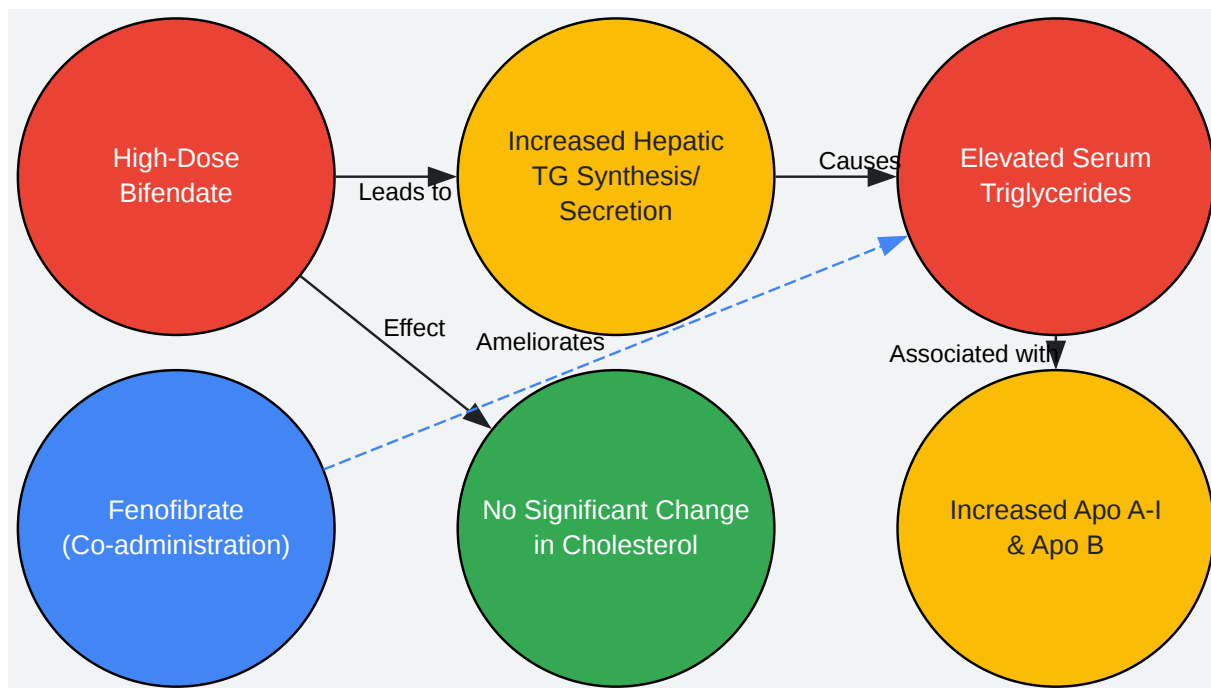 High-Dose
Bifendate
Leads to
Increased Hepatic
TG Synthesis/
Secretion
Causes
Elevated Serum
Triglycerides
Effect
Ameliorates
Associated with
Fenofibrate
(Co-administration)
No Significant Change
in Cholesterol
Increased Apo A-I
& Apo B